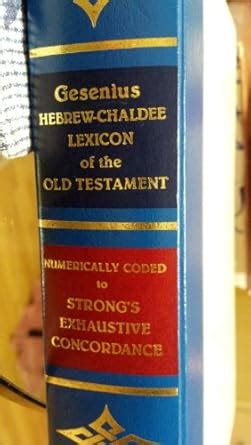 Gesenius
HEBREW-CHALDEE
LEXICON
of the
OLD TESTAMENT
NUMERICALLY CODED
to
STRONG'S
EXHAUSTIVE
CONCORDANCE